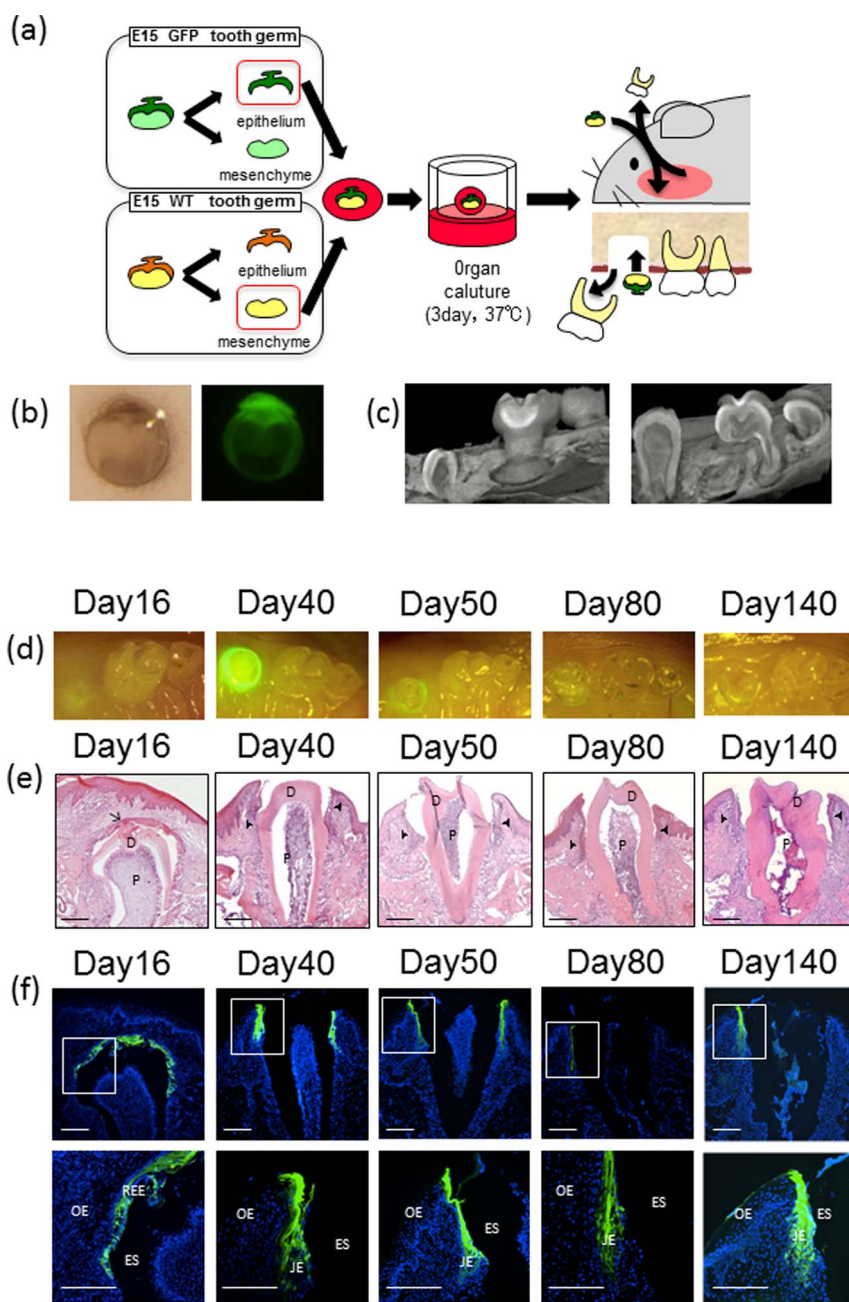 (a)
E15 GFP tooth germ
epithelium
mesenchyme
E15 WT tooth germ
epithelium
mesenchyme
Organ
caluture
(3day, 37℃)
(b)
(c)
Day16 Day40 Day50 Day80 Day140
(d)
Day16 Day40 Day50 Day80 Day140
(e)
D
P
D
P
D
P
D
P
D
P
Day16 Day40 Day50 Day80 Day140
(f)
REE
OE
ES
OE
ES
JE
OE
ES
JE
OE
ES
JE
OE
ES
JE